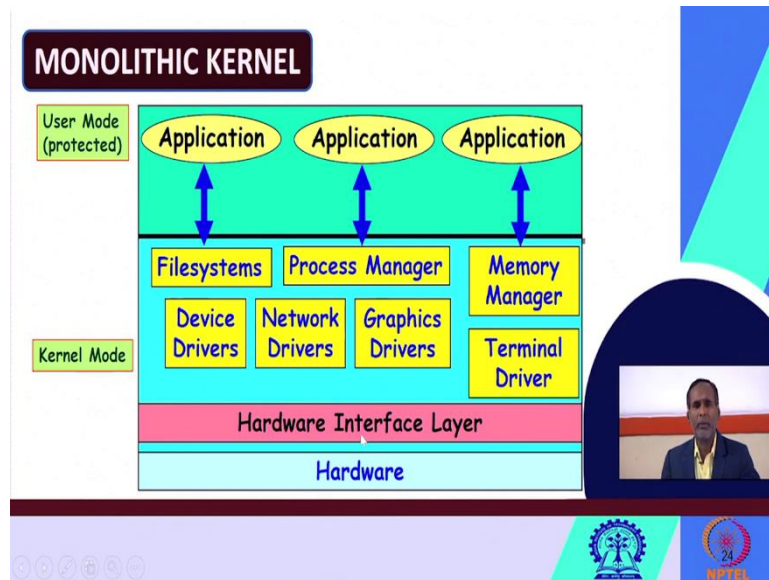 MONOLITHIC KERNEL
User Mode
(protected)
Application
Application
Application
Filesystems
Process Manager
Memory
Manager
Device
Drivers
Network
Drivers
Graphics
Drivers
Terminal
Driver
Kernel Mode
Hardware Interface Layer
Hardware
24
NPTEL